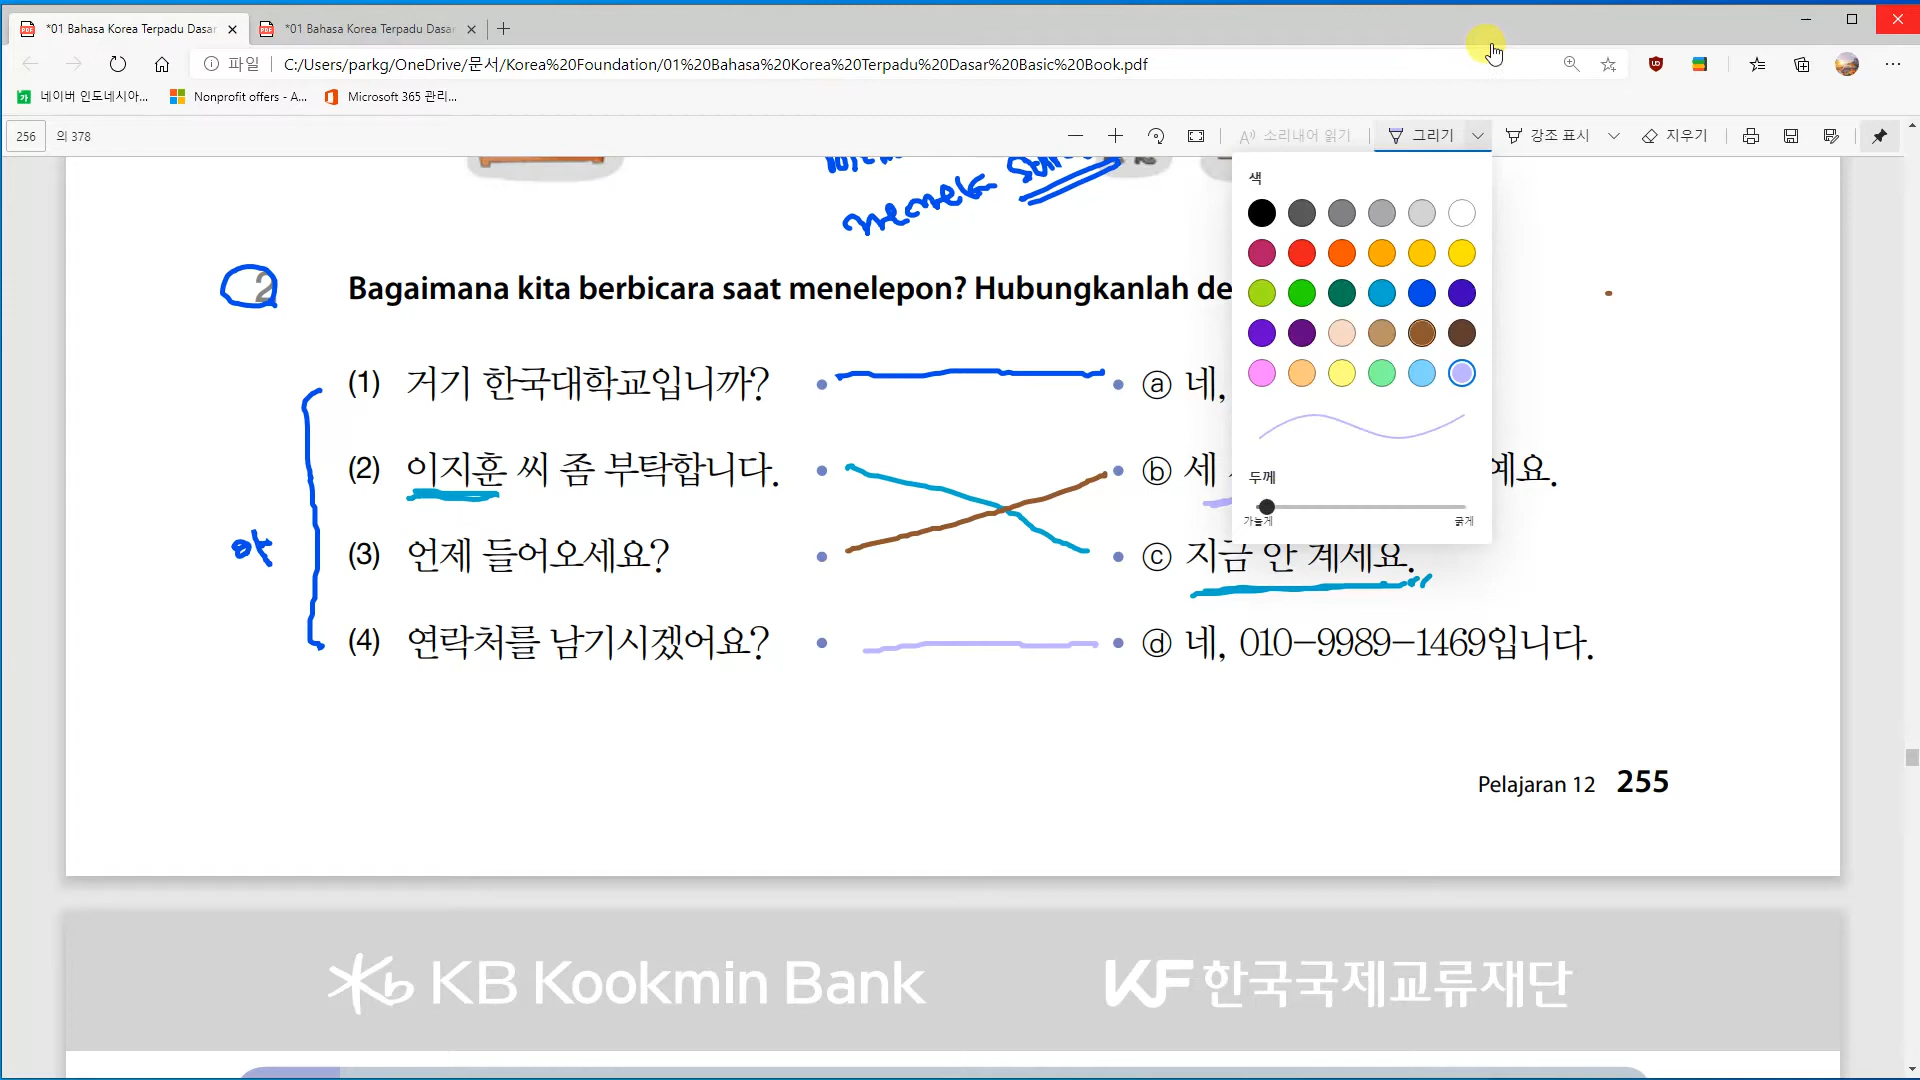 *01 Bahasa Korea Terpadu Dasar
*01 Bahasa Korea Terpadu Dasar
파일
C:/Users/parkg/OneDrive/문서/Korea%20Foundation/01%20Bahasa%20Korea%20Terpadu%20Dasar%20Basic%20Book.pdf
네이버 인도네시아...
Nonprofit offers - A...
Microsoft 365 관리...
256 의 378
소리내어 읽기
그리기
강조 표시
지우기
색
두께
가늘게 굵게
2 Bagaimana kita berbicara saat menelepon? Hubungkanlah
(1) 거기 한국대학교입니까? ⓐ 네,
(2) 이지훈 씨 좀 부탁합니다. ⓑ 세 예요.
(3) 언제 들어오세요? ⓒ 지금 안 계세요.
(4) 연락처를 남기시겠어요? ⓓ 네, 010-9989-1469입니다.
Pelajaran 12 255
KB Kookmin Bank
KF 한국국제교류재단